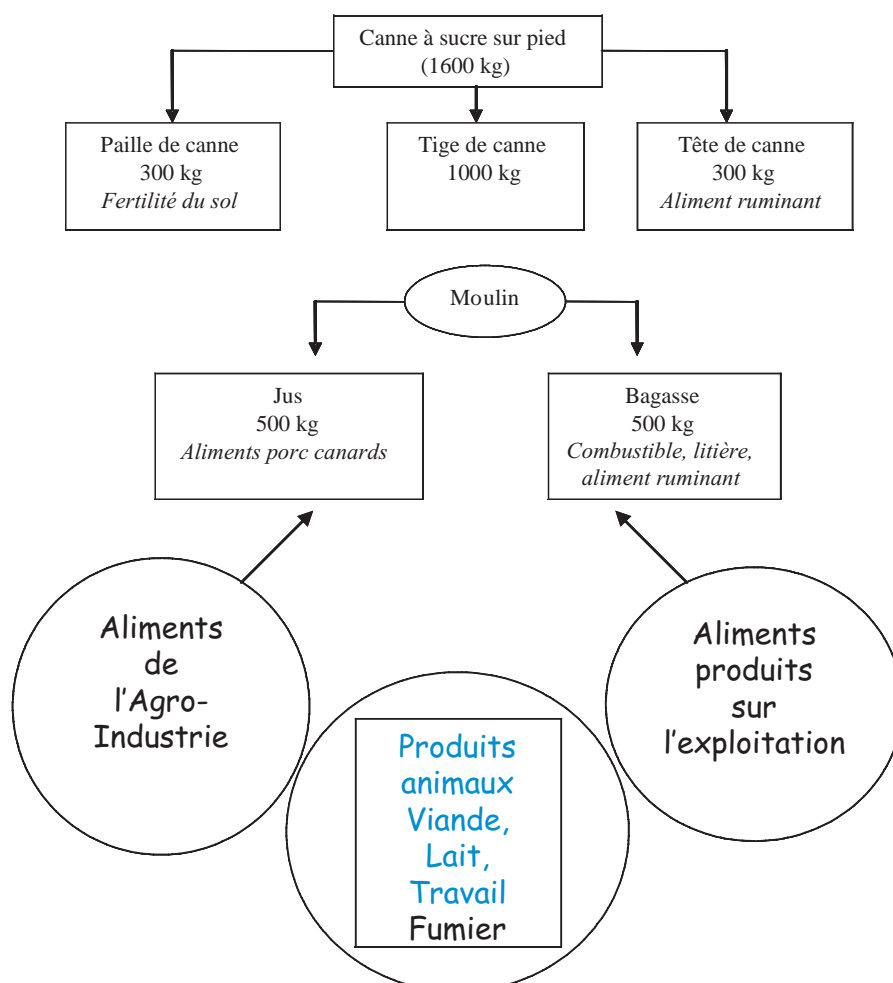 Canne à sucre sur pied
(1600 kg)
Paille de canne
300 kg
Fertilité du sol
Tige de canne
1000 kg
Tête de canne
300 kg
Aliment ruminant
Moulin
Jus
500 kg
Aliments porc canards
Bagasse
500 kg
Combustible, litière,
aliment ruminant
Aliments
de
l'Agro-
Industrie
Aliments
produits
sur
l'exploitation
Produits
animaux
Viande,
Lait,
Travail
Fumier